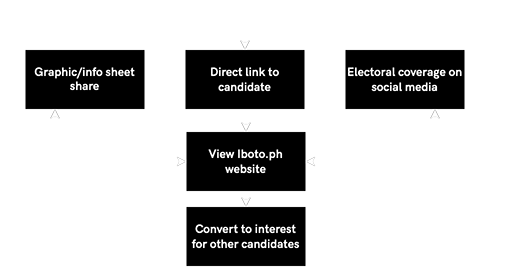 Graphic/info sheet
share
Direct link to
candidate
Electoral coverage on
social media
View Iboto.ph
website
Convert to interest
for other candidates